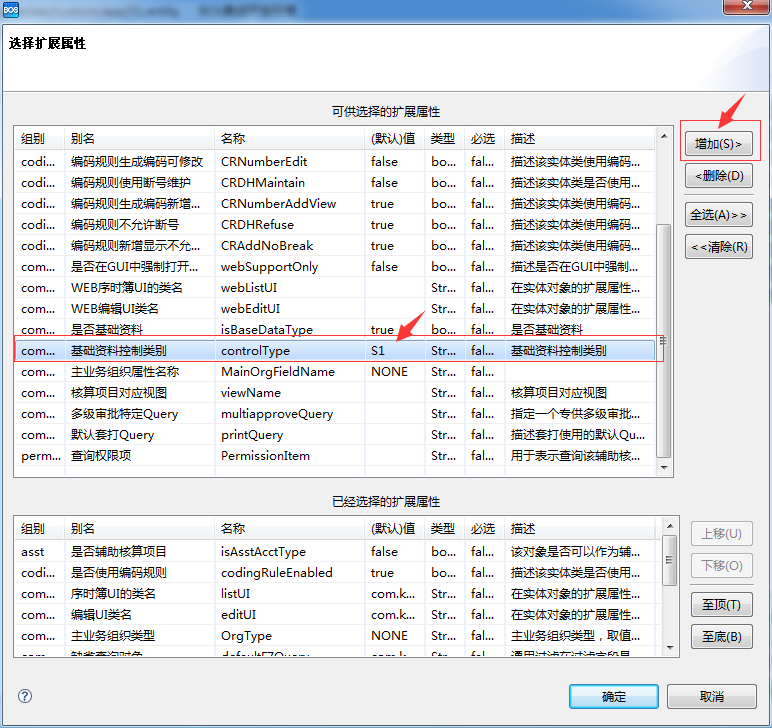 BOS
选择扩展属性
可供选择的扩展属性
组别 别名 名称 (默认)值 类型 必选 描述
codi... 编码规则生成编码可修改 CRNumberEdit false bo... fal... 描述该实体类使用编码...
codi... 编码规则使用断号维护 CRDHMaintain false bo... fal... 描述该实体类是否使用...
codi... 编码规则生成编码新增... CRNumberAddView true bo... fal... 描述该实体类使用编码...
codi... 编码规则不允许断号 CRDHRefuse true bo... fal... 描述该实体类使用编码...
codi... 编码规则新增显示不允... CRAddNoBreak true bo... fal... 描述该实体类使用编码...
com... 是否在GUI中强制打开... webSupportOnly false bo... fal... 描述是否在GUI中强制...
com... WEB序时簿UI的类名 webListUI Str... fal... 在实体对象的扩展属性...
com... WEB编辑UI类名 webEditUI Str... fal... 在实体对象的扩展属性...
com... 是否基础资料 isBaseDataType true bo... fal... 是否基础资料
com... 基础资料控制类别 controlType S1 Str... fal... 基础资料控制类别
com... 主业务组织属性名称 MainOrgFieldName NONE Str... fal...
com... 核算项目对应视图 viewName Str... fal... 核算项目对应视图
com... 多级审批特定Query multiapproveQuery Str... fal... 指定一个专供多级审批...
com... 默认套打Query printQuery Str... fal... 描述套打使用的默认Qu...
perm... 查询权限项 PermissionItem Str... fal... 用于表示查询该辅助核...
增加(S)>
<删除(D)
全选(A)>>
<<清除(R)
已经选择的扩展属性
组别 别名 名称 (默认)值 类型 必选 描述
asst 是否辅助核算项目 isAsstAcctType false bo... fal... 该对象是否可以作为辅...
codi... 是否使用编码规则 codingRuleEnabled true bo... fal... 描述该实体类是否使用...
com... 序时簿UI的类名 listUI com.k... Str... fal... 在实体对象的扩展属性...
com... 编辑UI类名 editUI com.k... Str... fal... 在实体对象的扩展属性...
com... 主业务组织类型 OrgType NONE Str... fal... 主业务组织类型，取值...
上移(U)
下移(O)
至顶(T)
至底(B)
确定
取消